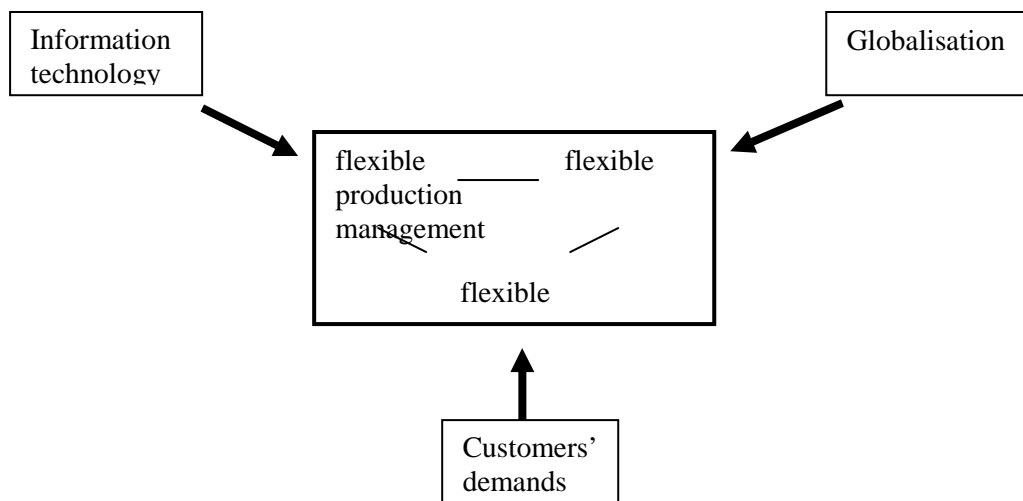 Information
technology
Globalisation
flexible
production
management
flexible
flexible
Customers’
demands